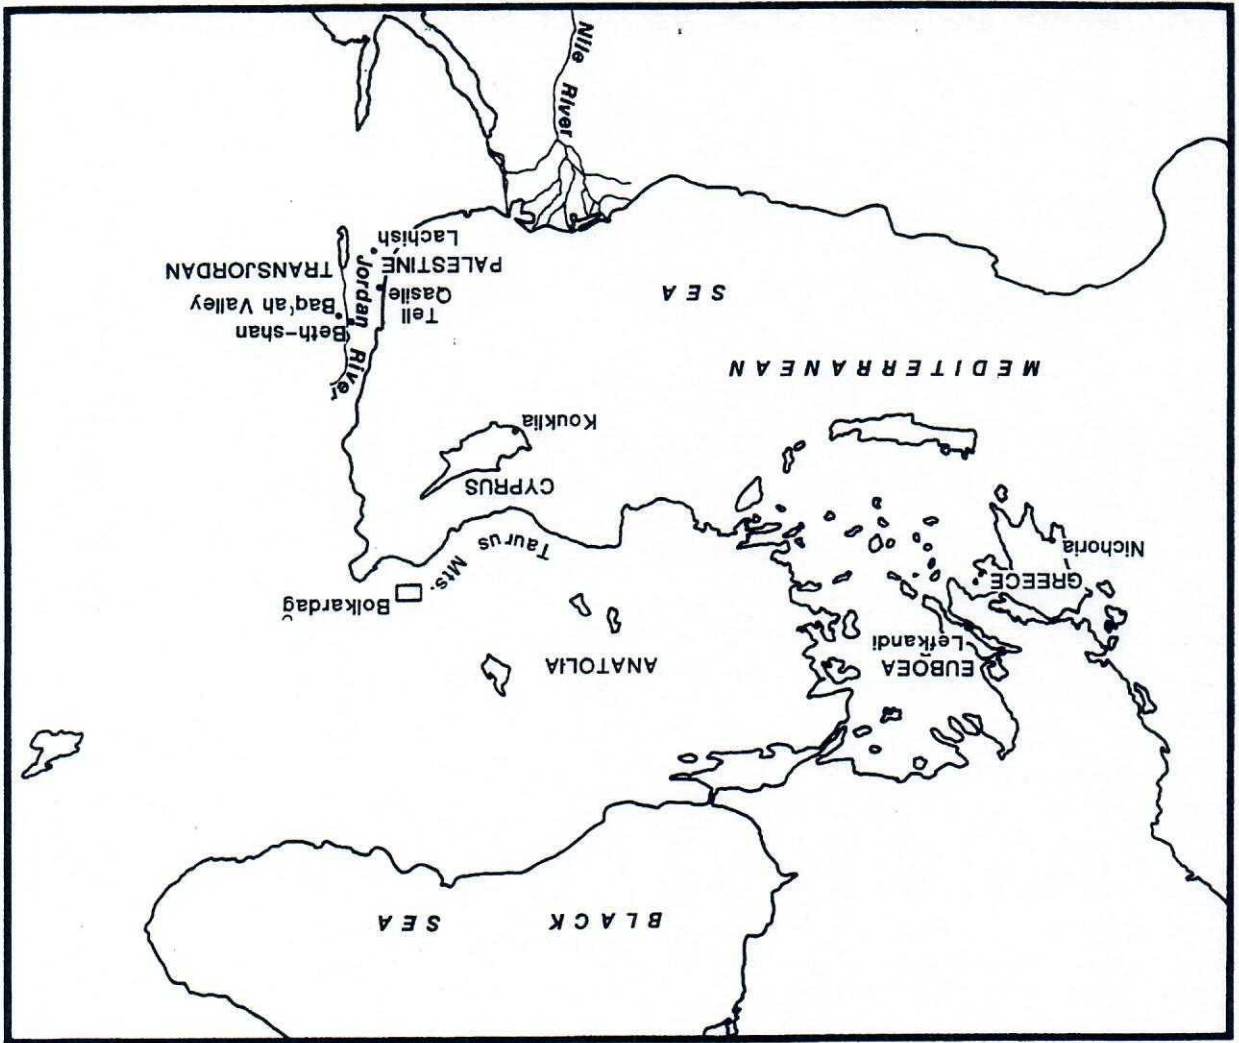 BLACK SEA
ANATOLIA
EUBOEA
Lefkandi
GREECE
Nichoria
Bolkardağ
Taurus Mts.
CYPRUS
Kouklia
MEDITERRANEAN
SEA
Jordan River
Beth-shan
Baq'ah Valley
TRANSJORDAN
Tell
Qasile
PALESTINE
Lachish
Nile River